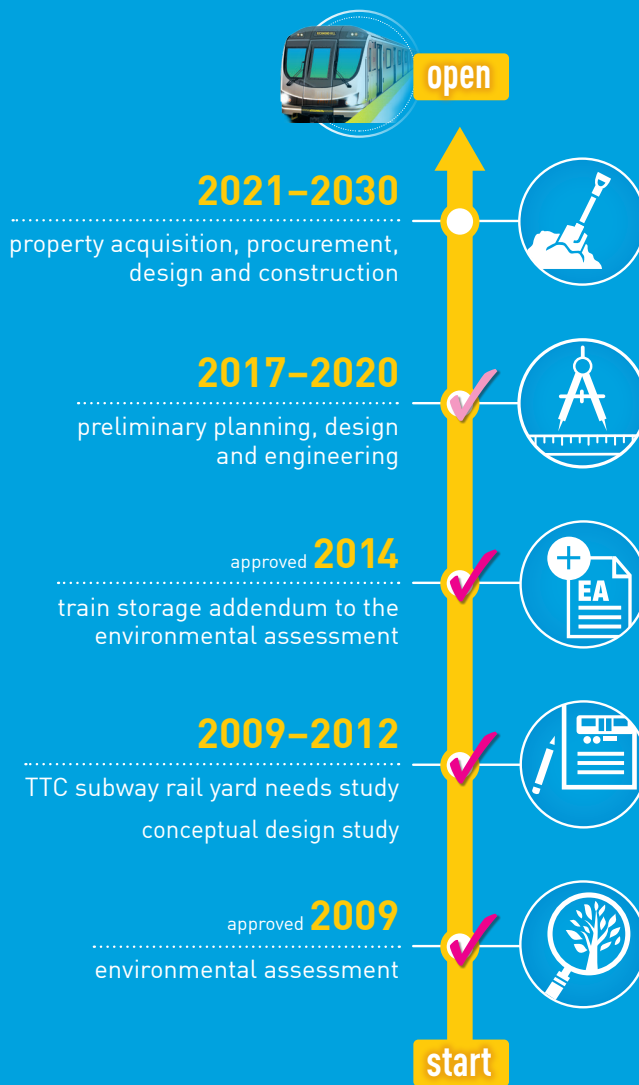 open
2021–2030
property acquisition, procurement,
design and construction
2017–2020
preliminary planning, design
and engineering
approved 2014
train storage addendum to the
environmental assessment
EA
2009–2012
TTC subway rail yard needs study
conceptual design study
approved 2009
environmental assessment
start